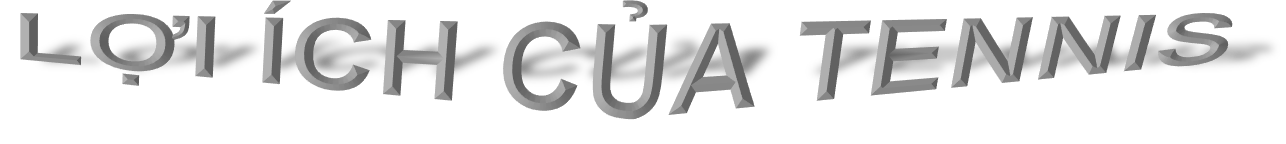 LỢI ÍCH CỦA TENNIS